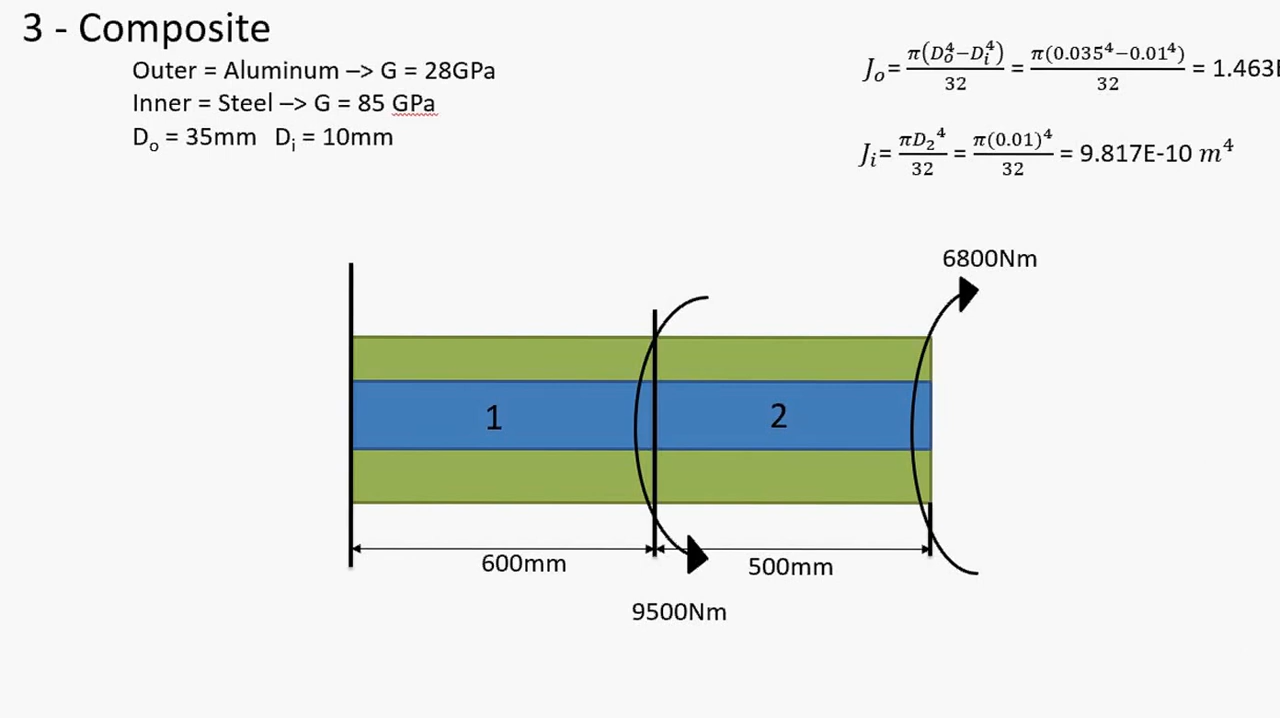 3 - Composite
Outer = Aluminum –> G = 28GPa
Inner = Steel –> G = 85 GPa
Dₒ = 35mm Dᵢ = 10mm
Jₒ= π(Dₒ⁴−Dᵢ⁴)/32 = π(0.035⁴−0.01⁴)/32 = 1.463E
Jᵢ= πD₂⁴/32 = π(0.01)⁴/32 = 9.817E-10 m⁴
6800Nm
1
2
600mm
500mm
9500Nm